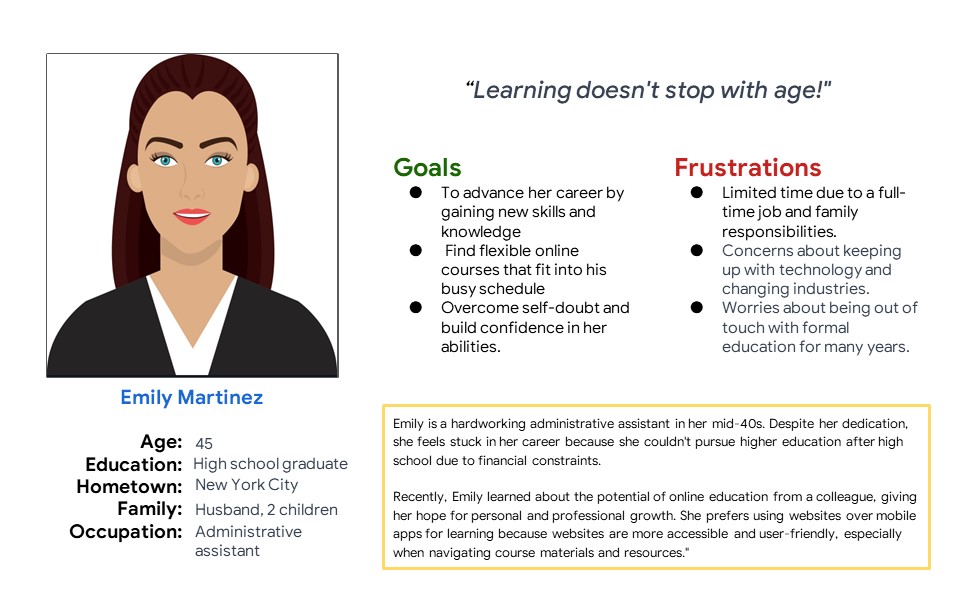 “Learning doesn't stop with age!"
Goals
● To advance her career by
gaining new skills and
knowledge
● Find flexible online
courses that fit into his
busy schedule
● Overcome self-doubt and
build confidence in her
abilities.
Frustrations
● Limited time due to a full-
time job and family
responsibilities.
● Concerns about keeping
up with technology and
changing industries.
● Worries about being out of
touch with formal
education for many years.
Emily Martinez
Age: 45
Education: High school graduate
Hometown: New York City
Family: Husband, 2 children
Occupation: Administrative
assistant
Emily is a hardworking administrative assistant in her mid-40s. Despite her dedication,
she feels stuck in her career because she couldn't pursue higher education after high
school due to financial constraints.
Recently, Emily learned about the potential of online education from a colleague, giving
her hope for personal and professional growth. She prefers using websites over mobile
apps for learning because websites are more accessible and user-friendly, especially
when navigating course materials and resources."